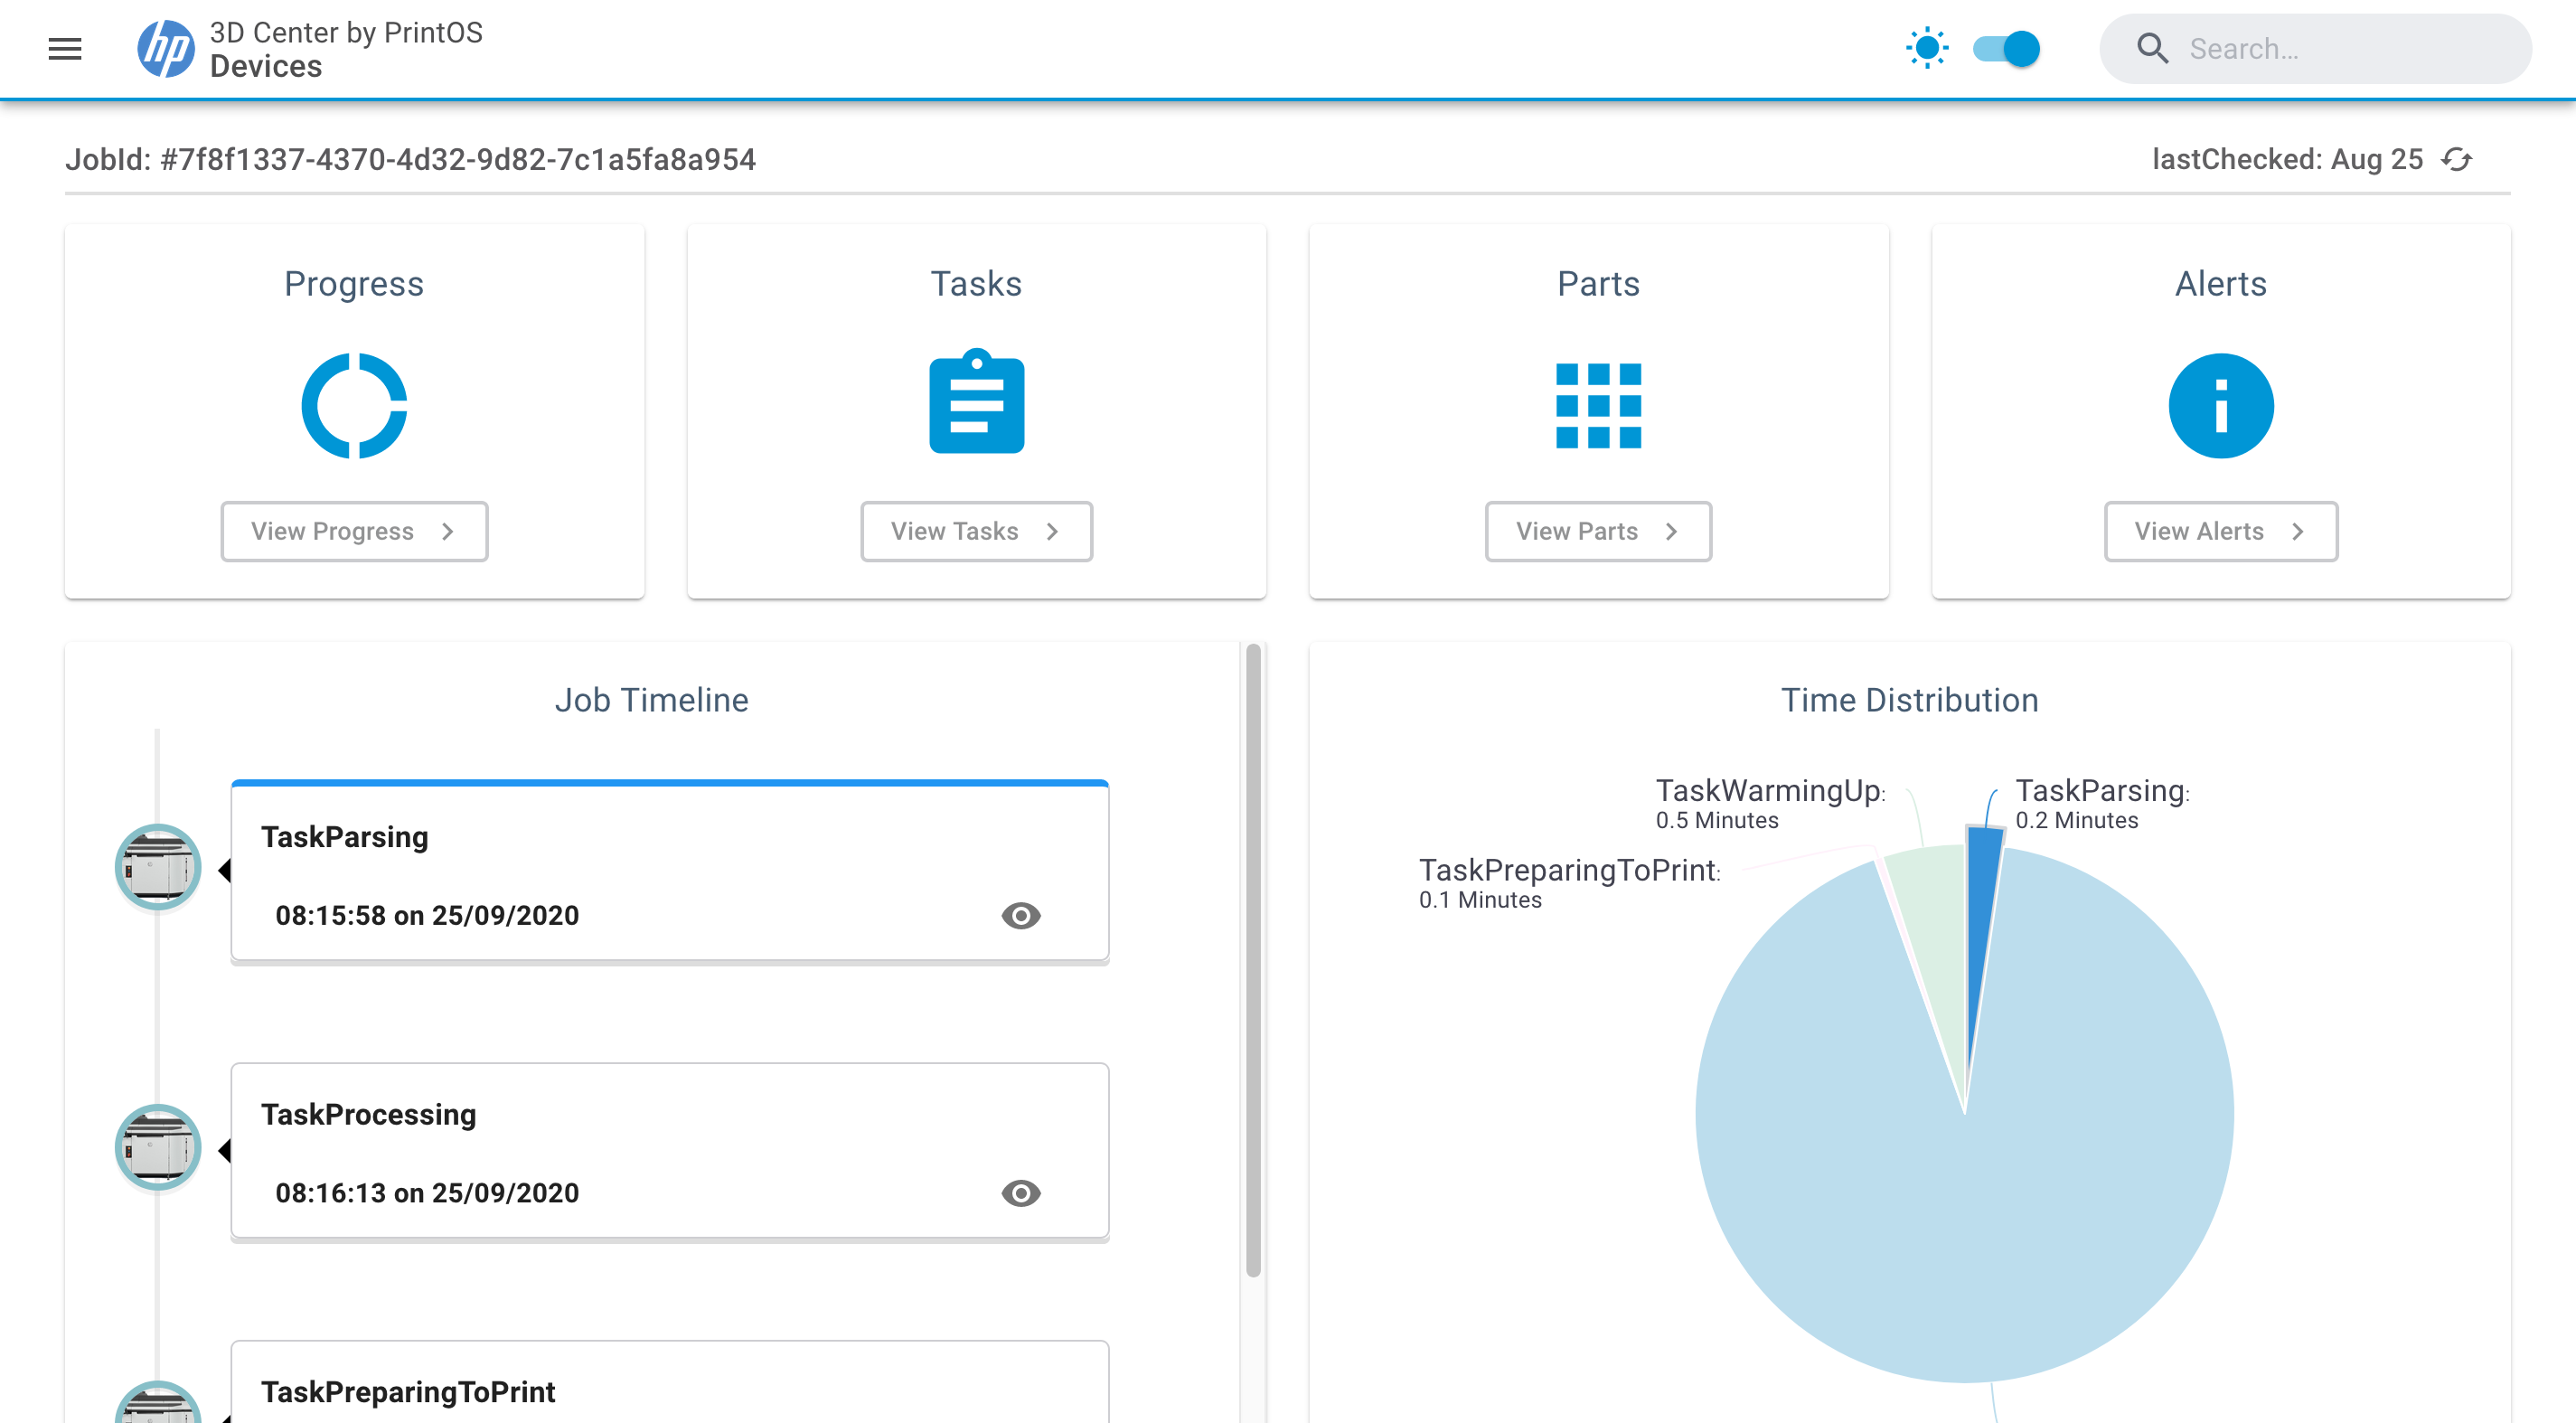 hp
3D Center by PrintOS
Devices
Search...
JobId: #7f8f1337-4370-4d32-9d82-7c1a5fa8a954
lastChecked: Aug 25
Progress
View Progress
Tasks
View Tasks
Parts
View Parts
Alerts
View Alerts
Job Timeline
TaskParsing
08:15:58 on 25/09/2020
TaskProcessing
08:16:13 on 25/09/2020
TaskPreparingToPrint
Time Distribution
TaskWarmingUp:
0.5 Minutes
TaskParsing:
0.2 Minutes
TaskPreparingToPrint:
0.1 Minutes